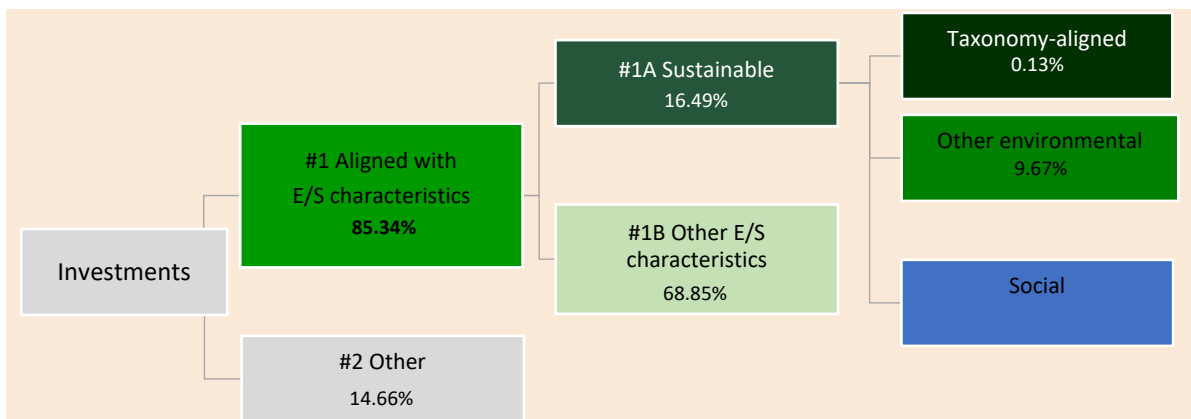 Investments
#1 Aligned with
E/S characteristics
85.34%
#2 Other
14.66%
#1A Sustainable
16.49%
#1B Other E/S
characteristics
68.85%
Taxonomy-aligned
0.13%
Other environmental
9.67%
Social